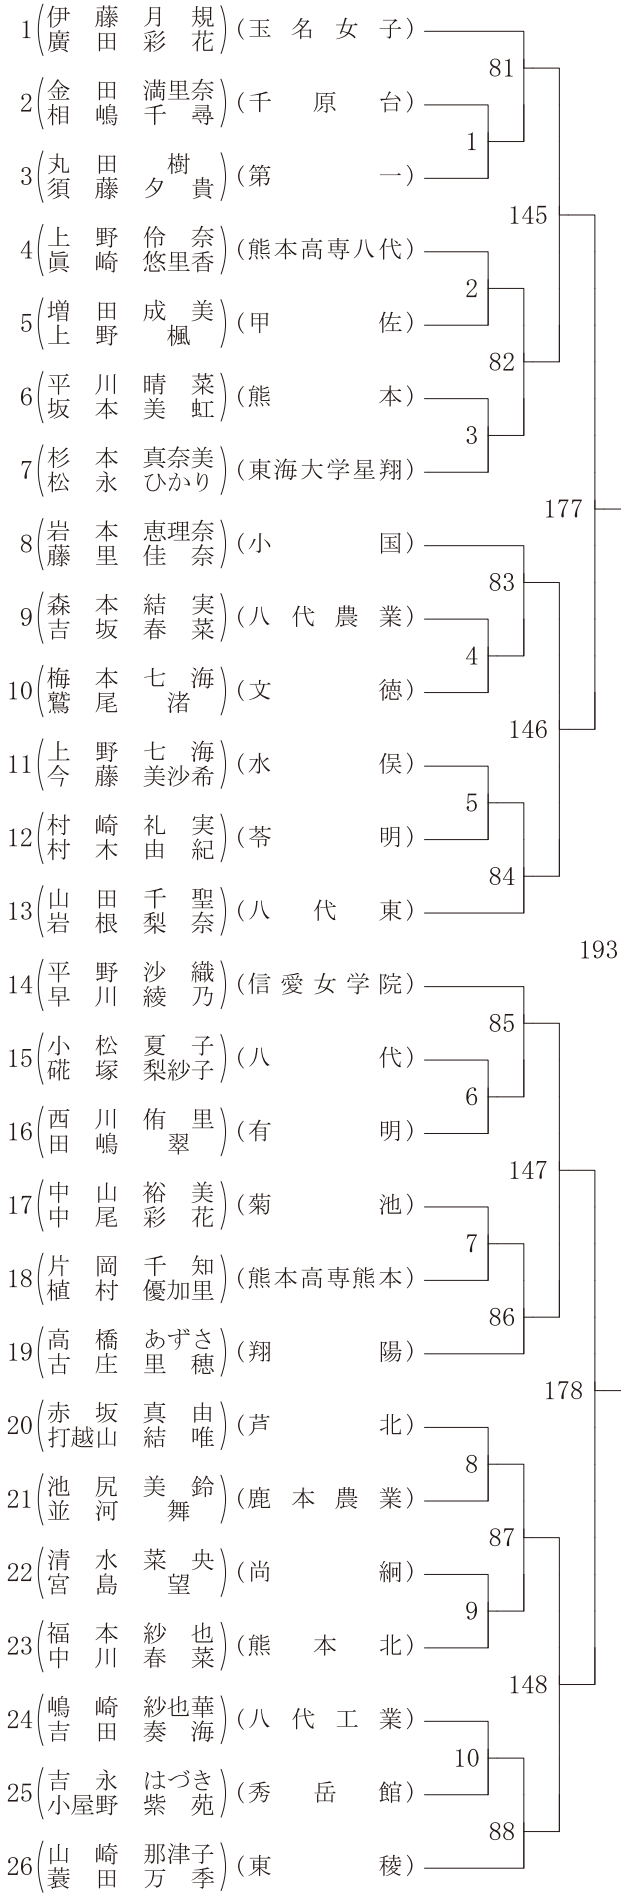 1(伊藤月規 廣田彩花)(玉名女子)
81
2(金田満里奈 相嶋千尋)(千原台)
1
3(丸田樹 須藤夕貴)(第一)
145
4(上野伶奈 眞崎悠里香)(熊本高専八代)
2
5(増田成美 上野楓)(甲佐)
82
6(平川晴菜 坂本美虹)(熊本)
3
7(杉本真奈美 松永ひかり)(東海大学星翔)
177
8(岩本恵理奈 藤里佳奈)(小国)
83
9(森本結実 吉坂春菜)(八代農業)
4
10(梅本七海 鷲尾渚)(文徳)
146
11(上野七海 今藤美沙希)(水俣)
5
12(村崎礼実 村木由紀)(苓明)
84
13(山田千聖 岩根梨奈)(八代東)
193
14(平野沙織 早川綾乃)(信愛女学院)
85
15(小松夏子 硴塚梨紗子)(八代)
6
16(西川侑里 田嶋翠)(有明)
147
17(中山裕美 中尾彩花)(菊池)
7
18(片岡千知 植村優加里)(熊本高専熊本)
86
19(高橋あずさ 古庄里穂)(翔陽)
178
20(赤坂真由 打越山結唯)(芦北)
8
21(池尻美鈴 並河舞)(鹿本農業)
87
22(清水菜央 宮島望)(尚絅)
9
23(福本紗也 中川春菜)(熊本北)
148
24(嶋崎紗也華 吉田奏海)(八代工業)
10
25(吉永はづき 小屋野紫苑)(秀岳館)
88
26(山崎那津子 蓑田万季)(東稜)